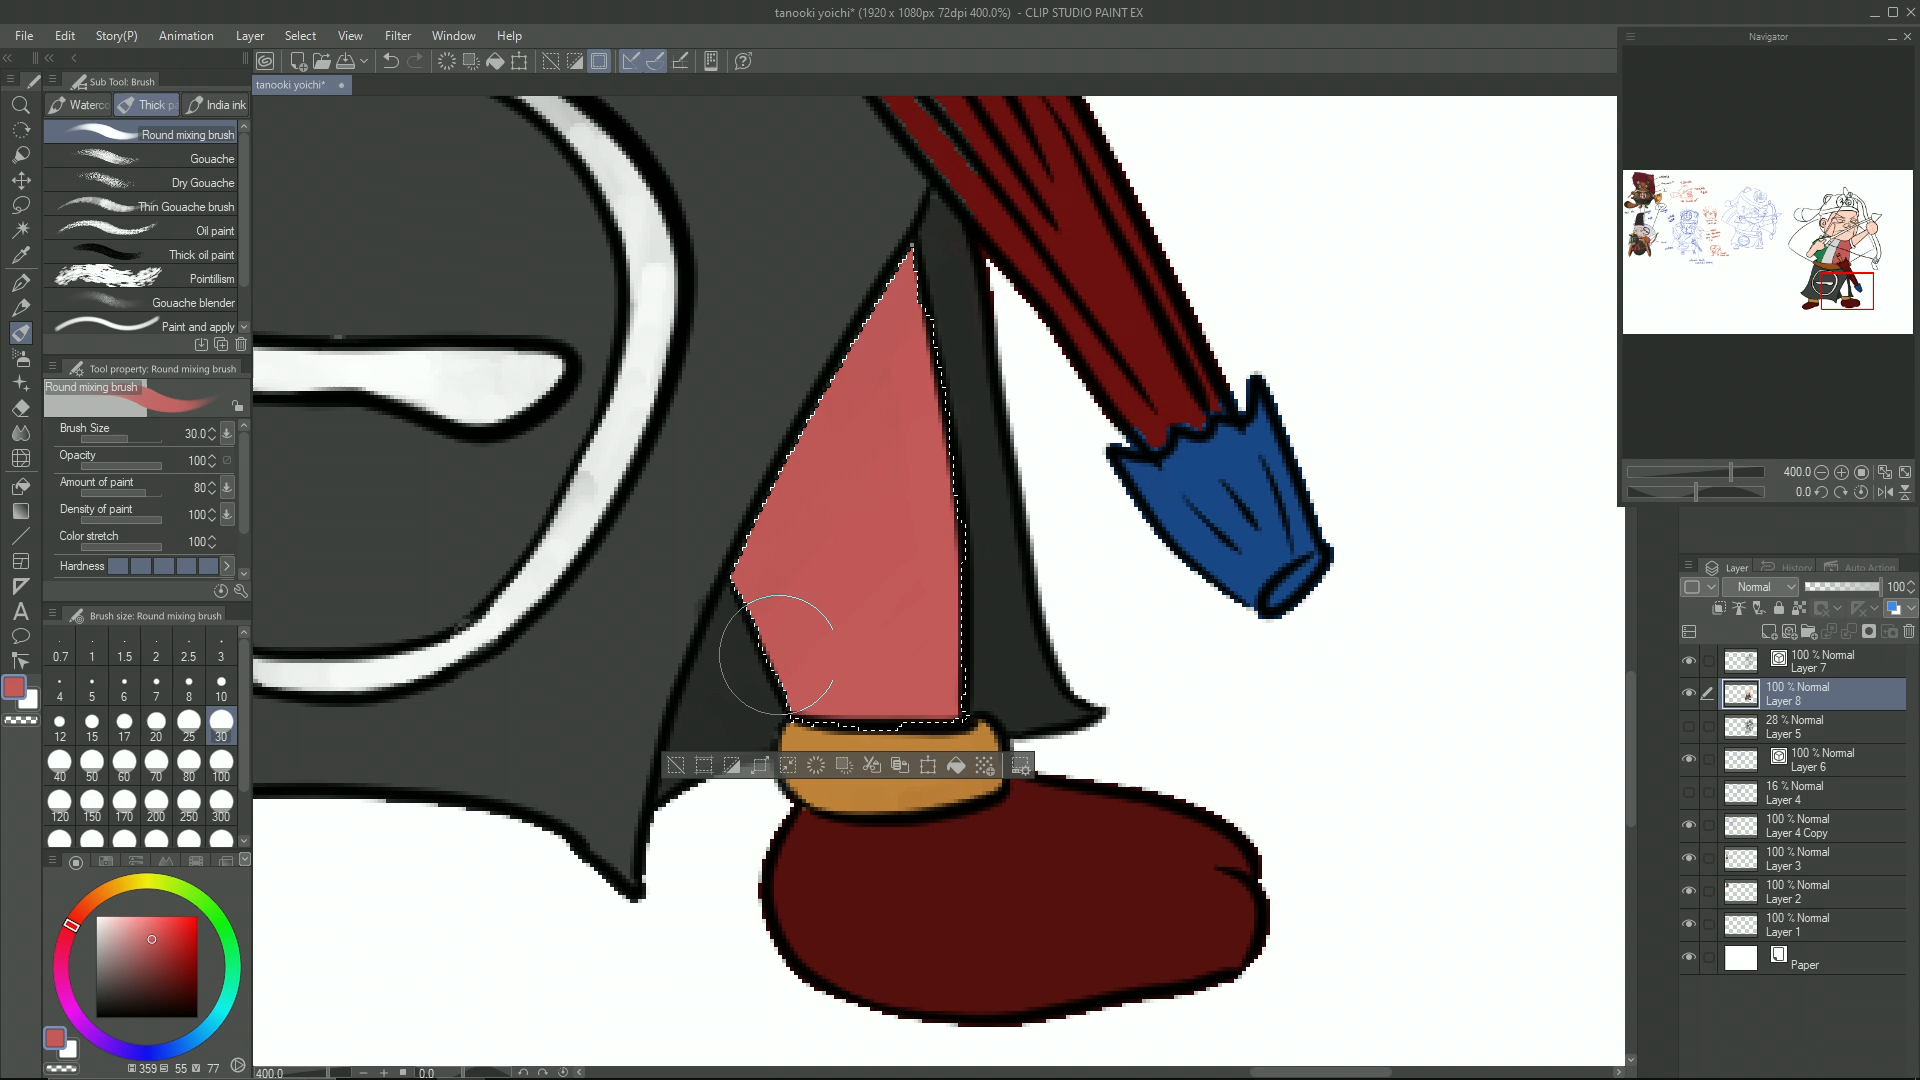 tanooki yoichi* (1920 x 1080px 72dpi 400.0%) - CLIP STUDIO PAINT EX
File Edit Story(P) Animation Layer Select View Filter Window Help
Navigator
Sub Tool: Brush
tanooki yoichi*
Waterco Thick pa India ink
Round mixing brush
Gouache
Dry Gouache
Thin Gouache brush
Oil paint
Thick oil paint
Pointillism
Gouache blender
Paint and apply
Tool property: Round mixing brush
Round mixing brush
Brush Size 30.0
Opacity 100
Amount of paint 80
Density of paint 100
Color stretch 100
Hardness
Brush size: Round mixing brush
0.7 1 1.5 2 2.5 3
4 5 6 7 8 10
12 15 17 20 25 30
40 50 60 70 80 100
120 150 170 200 250 300
359 55 77
400.0 0.0
400.0
0.0
Layer History Auto Action
Normal 100
100 % Normal
Layer 7
100 % Normal
Layer 8
28 % Normal
Layer 5
100 % Normal
Layer 6
16 % Normal
Layer 4
100 % Normal
Layer 4 Copy
100 % Normal
Layer 3
100 % Normal
Layer 2
100 % Normal
Layer 1
Paper